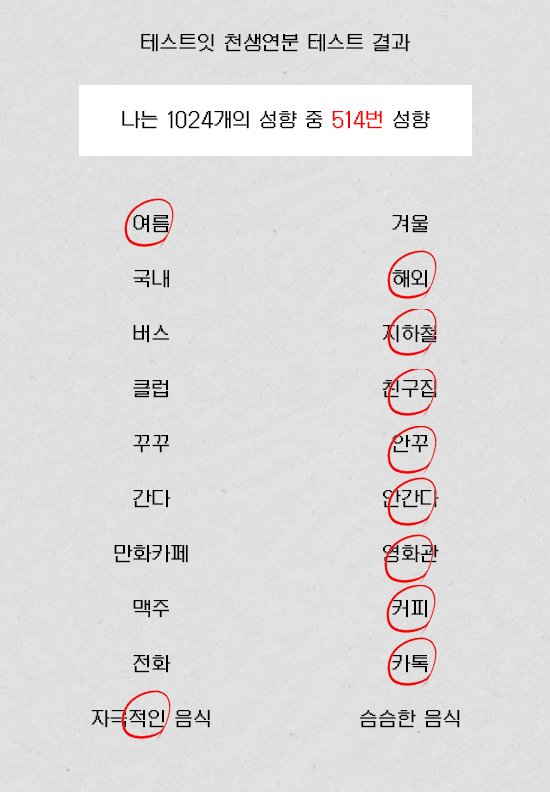 테스트잇 천생연분 테스트 결과
나는 1024개의 성향 중 514번 성향
여름 겨울
국내 해외
버스 지하철
클럽 친구집
꾸꾸 안꾸
간다 안간다
만화카페 영화관
맥주 커피
전화 카톡
자극적인 음식 슴슴한 음식